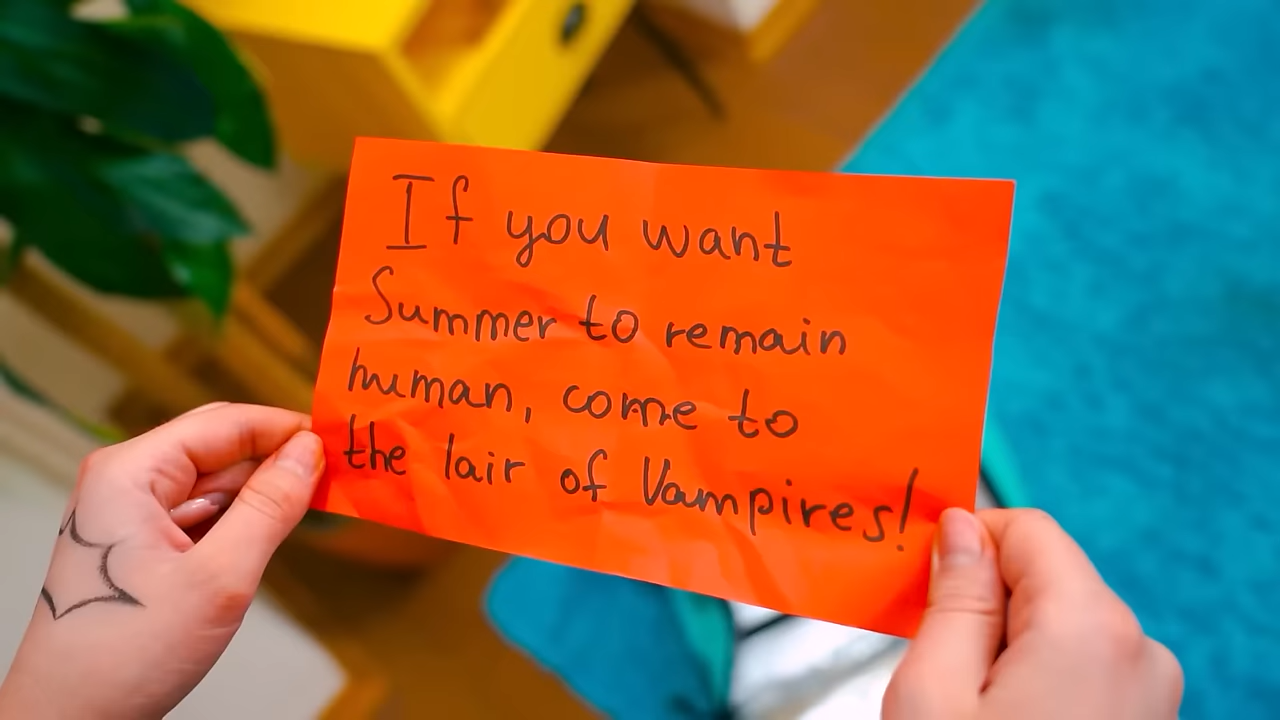 If you want
Summer to remain
human, come to
the lair of Vampires!